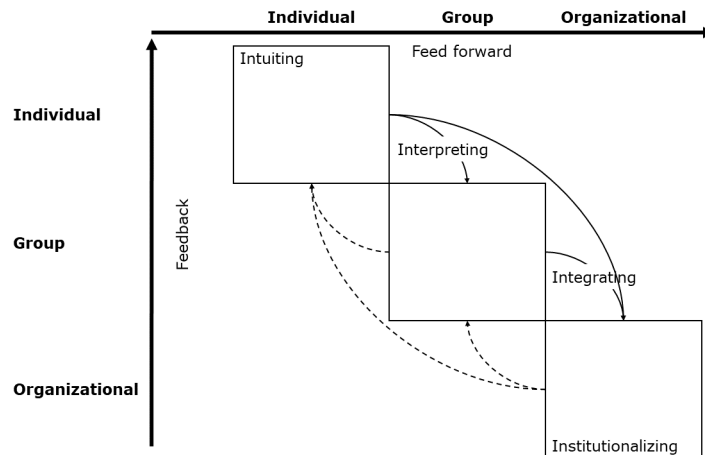 Individual
Group
Organizational
Feed forward
Intuiting
Individual
Interpreting
Feedback
Group
Integrating
Organizational
Institutionalizing